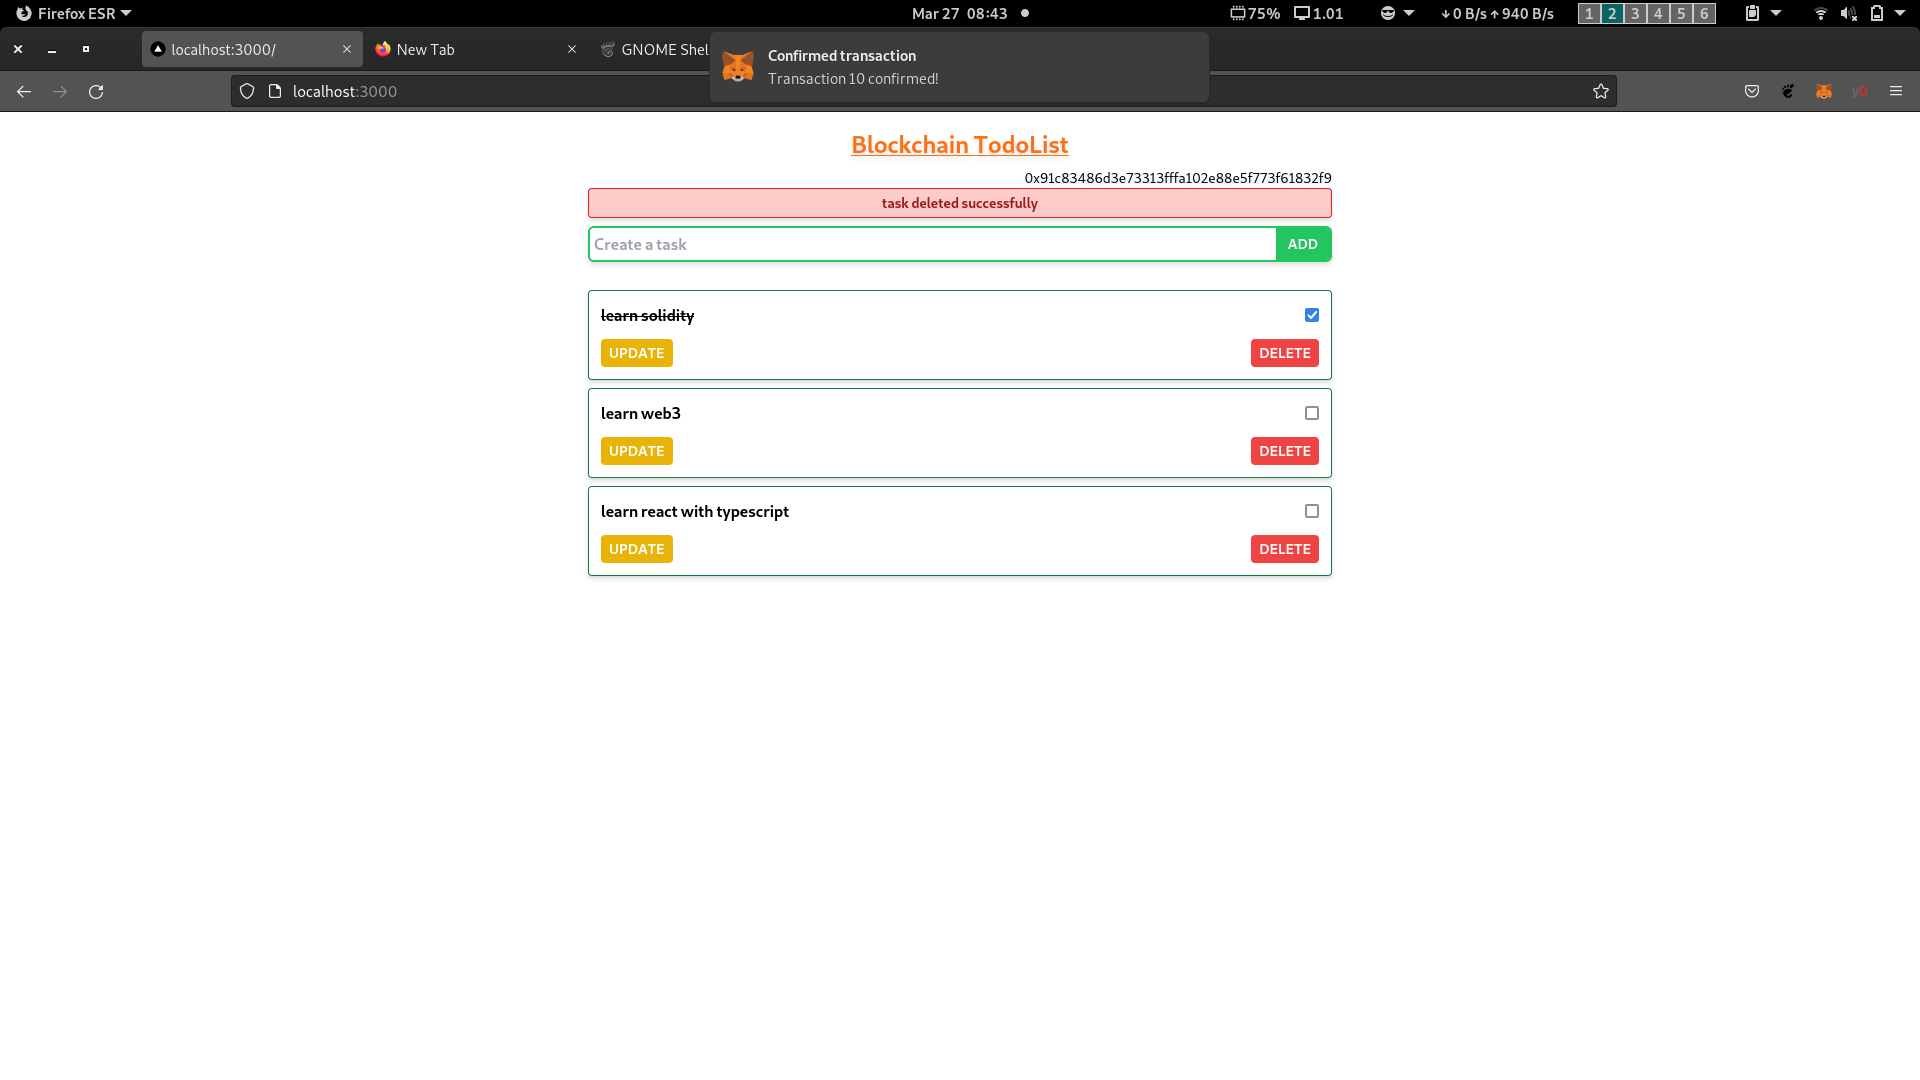 Firefox ESR
Mar 27 08:43
75% 1.01
0 B/s 940 B/s
1 2 3 4 5 6
localhost:3000/
New Tab
GNOME Shel
Confirmed transaction
Transaction 10 confirmed!
localhost:3000
Blockchain TodoList
0x91c83486d3e73313fffa102e88e5f773f61832f9
task deleted successfully
Create a task
ADD
learn solidity
UPDATE
DELETE
learn web3
UPDATE
DELETE
learn react with typescript
UPDATE
DELETE